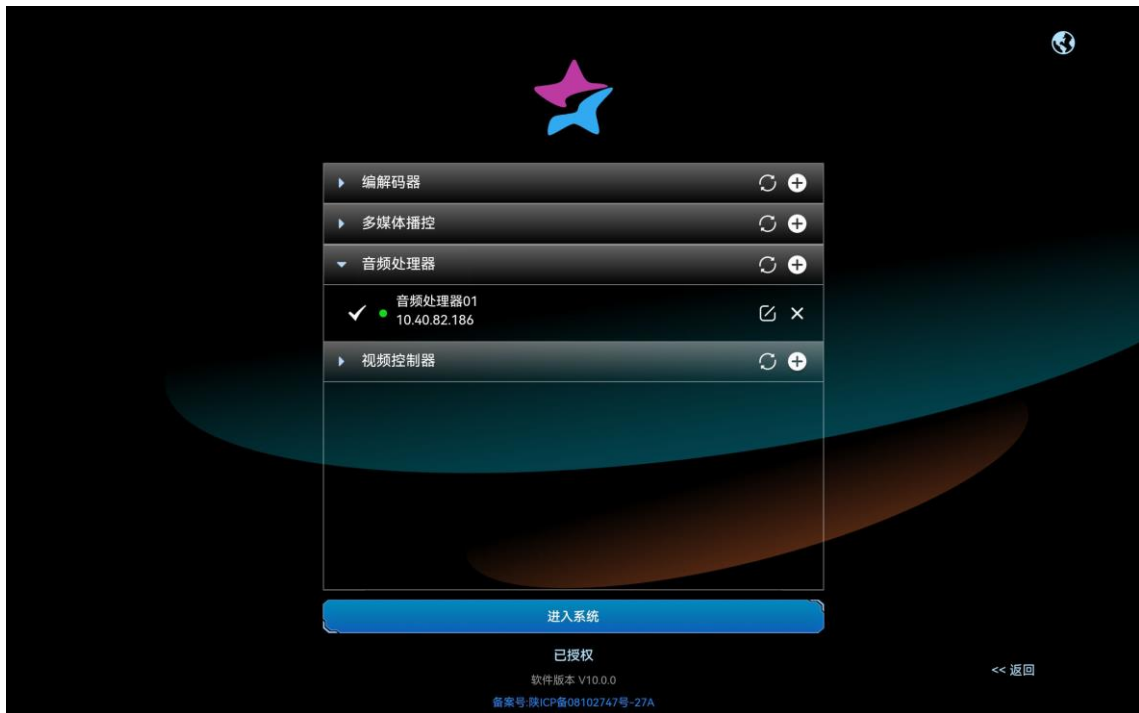 编解码器
多媒体播控
音频处理器
音频处理器01
10.40.82.186
视频控制器
进入系统
已授权
<< 返回
软件版本 V10.0.0
备案号:陕ICP备08102747号-27A